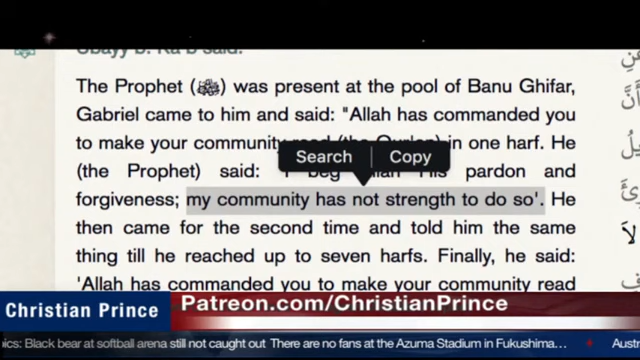 Ubayy b. Ka'b said:
The Prophet (ﷺ) was present at the pool of Banu Ghifar,
Gabriel came to him and said: "Allah has commanded you
to make your community in one harf. He
Search Copy
(the Prophet) said: His pardon and
forgiveness; my community has not strength to do so'. He
then came for the second time and told him the same
thing till he reached up to seven harfs. Finally, he said:
'Allah has commanded you to make your community read
Christian Prince
Patreon.com/ChristianPrince
pics: Black bear at softball arena still not caught out There are no fans at the Azuma Stadium in Fukushima… Aust